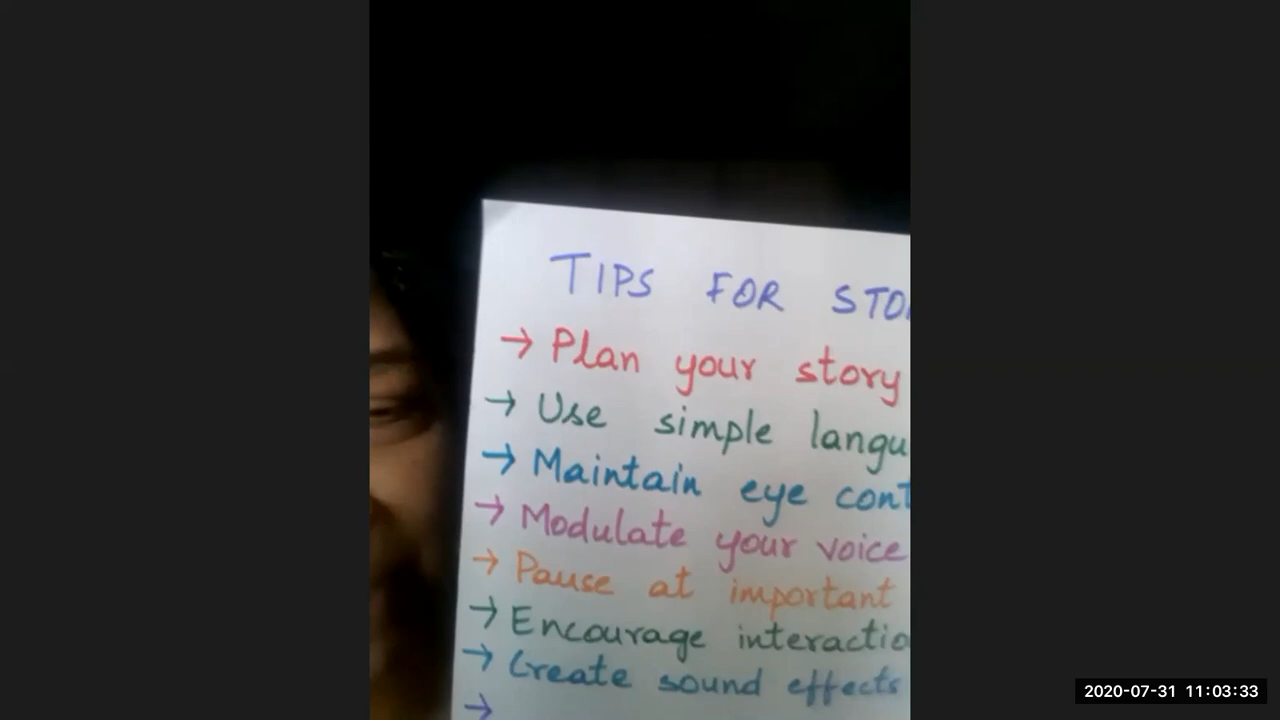 TIPS FOR STO
→ Plan your story
→ Use simple langu
→ Maintain eye cont
→ Modulate your voice
→ Pause at important
→ Encourage interactio
→ Create sound effects
→
2020-07-31 11:03:33